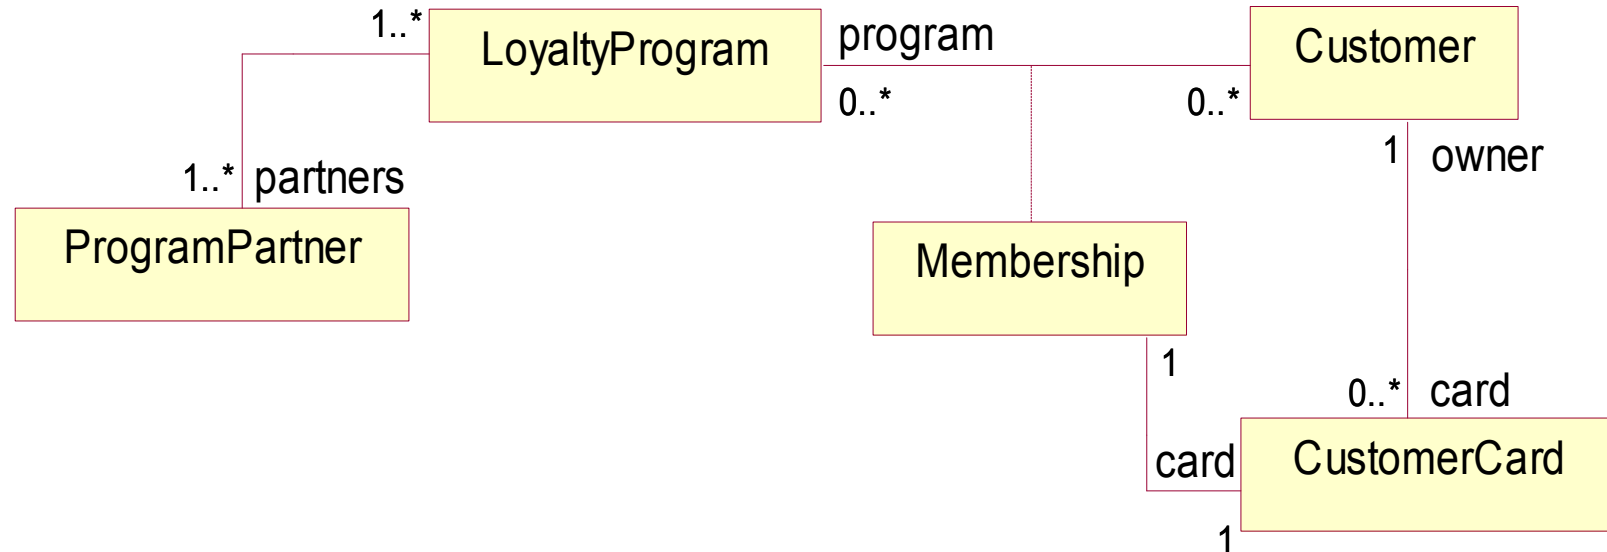 1..*
LoyaltyProgram
program
Customer
0..*
0..*
1
owner
1..*
partners
ProgramPartner
Membership
1
0..*
card
card
CustomerCard
1